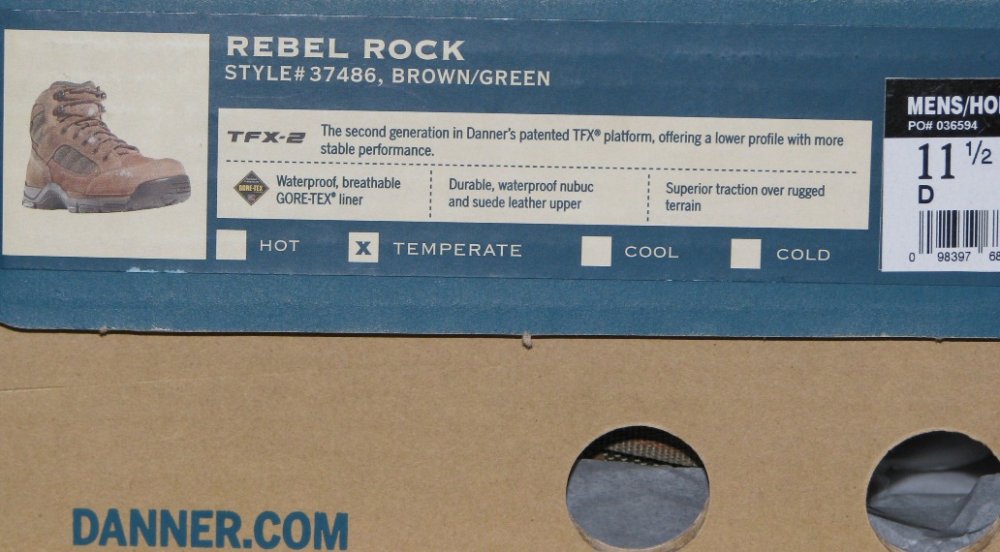 REBEL ROCK
STYLE# 37486, BROWN/GREEN
TFX-2
The second generation in Danner's patented TFX® platform, offering a lower profile with more
stable performance.
GORE-TEX
Waterproof, breathable
GORE-TEX® liner
Durable, waterproof nubuc
and suede leather upper
Superior traction over rugged
terrain
HOT
X TEMPERATE
COOL
COLD
MENS/HO
PO# 036594
11 1/2
D
0 98397 68
DANNER.COM